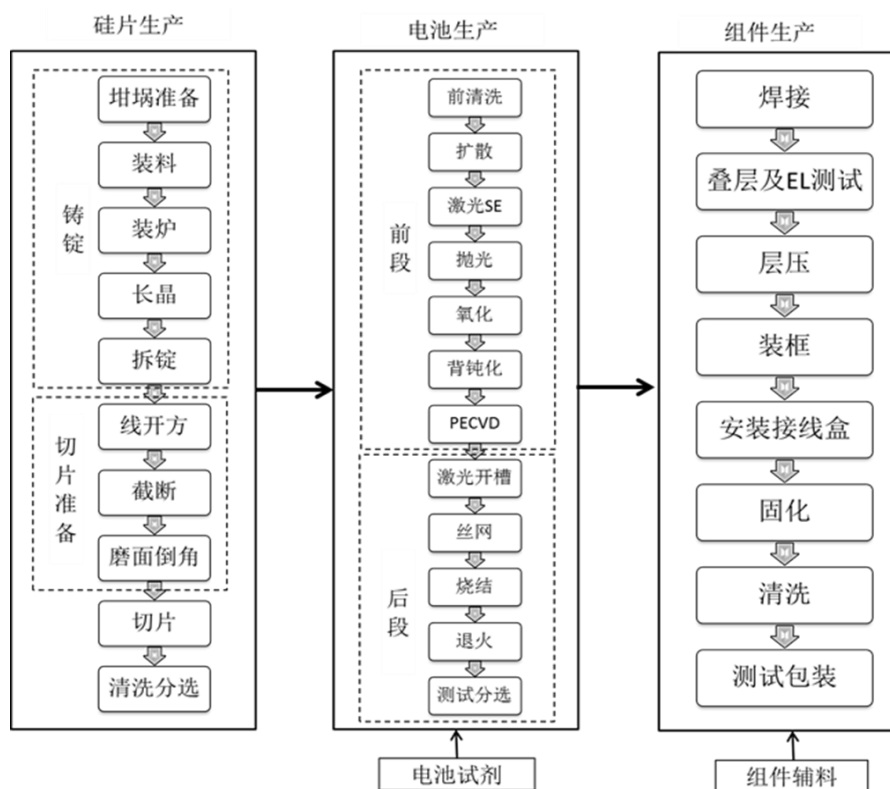 硅片生产
坩埚准备
装料
装炉
长晶
拆锭
铸锭
线开方
截断
磨面倒角
切片准备
切片
清洗分选
电池生产
前清洗
扩散
激光SE
抛光
氧化
背钝化
PECVD
前段
激光开槽
丝网
烧结
退火
测试分选
后段
电池试剂
组件生产
焊接
叠层及EL测试
层压
装框
安装接线盒
固化
清洗
测试包装
组件辅料